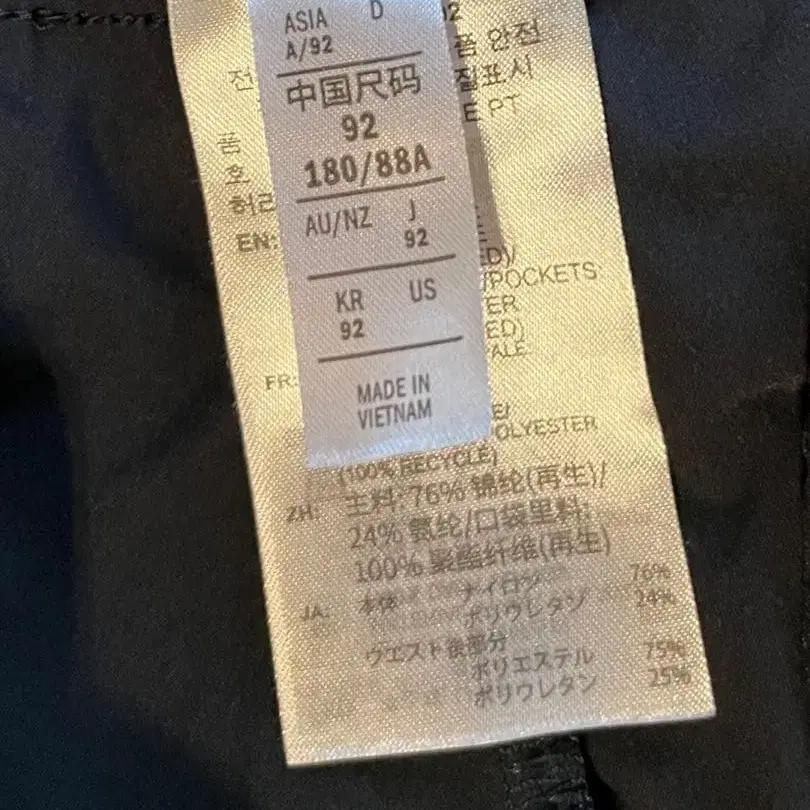 ASIA D
A/92
中国尺码
92
180/88A
AU/NZ J
92
KR US
92
MADE IN
VIETNAM
품 안전
전
질표시
E PT
품
호
허리
EN:
ED)/
/POCKETS
ER
ED)
ALE:
FR:
E)/
OLYESTER
(100% RECYCLE)
ZH: 主料:76% 锦纶(再生)/
24% 氨纶/口袋里料:
100% 聚酯纤维(再生)
JA: 本体 ナイロン 76%
ポリウレタン 24%
ウエスト後部分
ポリエステル 75%
ポリウレタン 25%